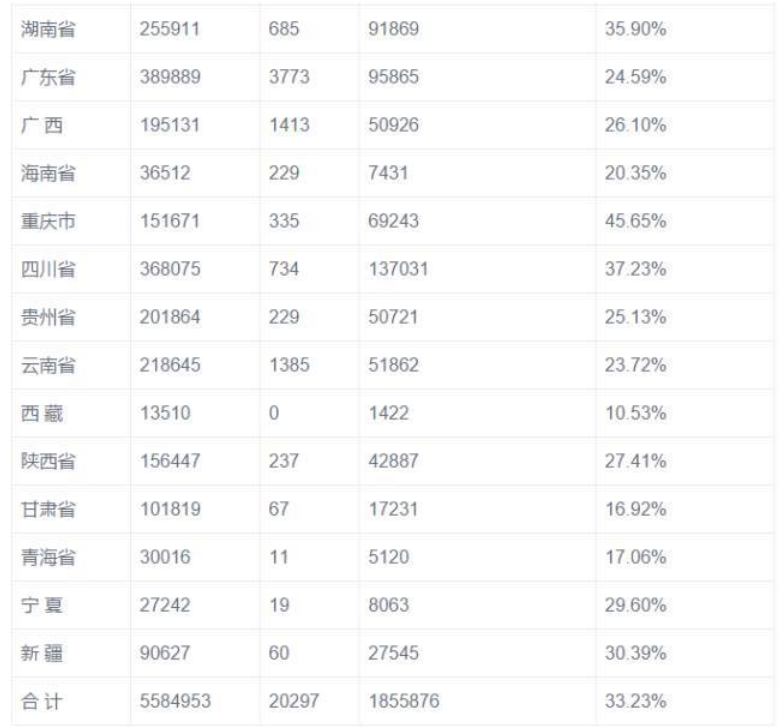 湖南省 255911 685 91869 35.90%
广东省 389889 3773 95865 24.59%
广 西 195131 1413 50926 26.10%
海南省 36512 229 7431 20.35%
重庆市 151671 335 69243 45.65%
四川省 368075 734 137031 37.23%
贵州省 201864 229 50721 25.13%
云南省 218645 1385 51862 23.72%
西 藏 13510 0 1422 10.53%
陕西省 156447 237 42887 27.41%
甘肃省 101819 67 17231 16.92%
青海省 30016 11 5120 17.06%
宁 夏 27242 19 8063 29.60%
新 疆 90627 60 27545 30.39%
合 计 5584953 20297 1855876 33.23%